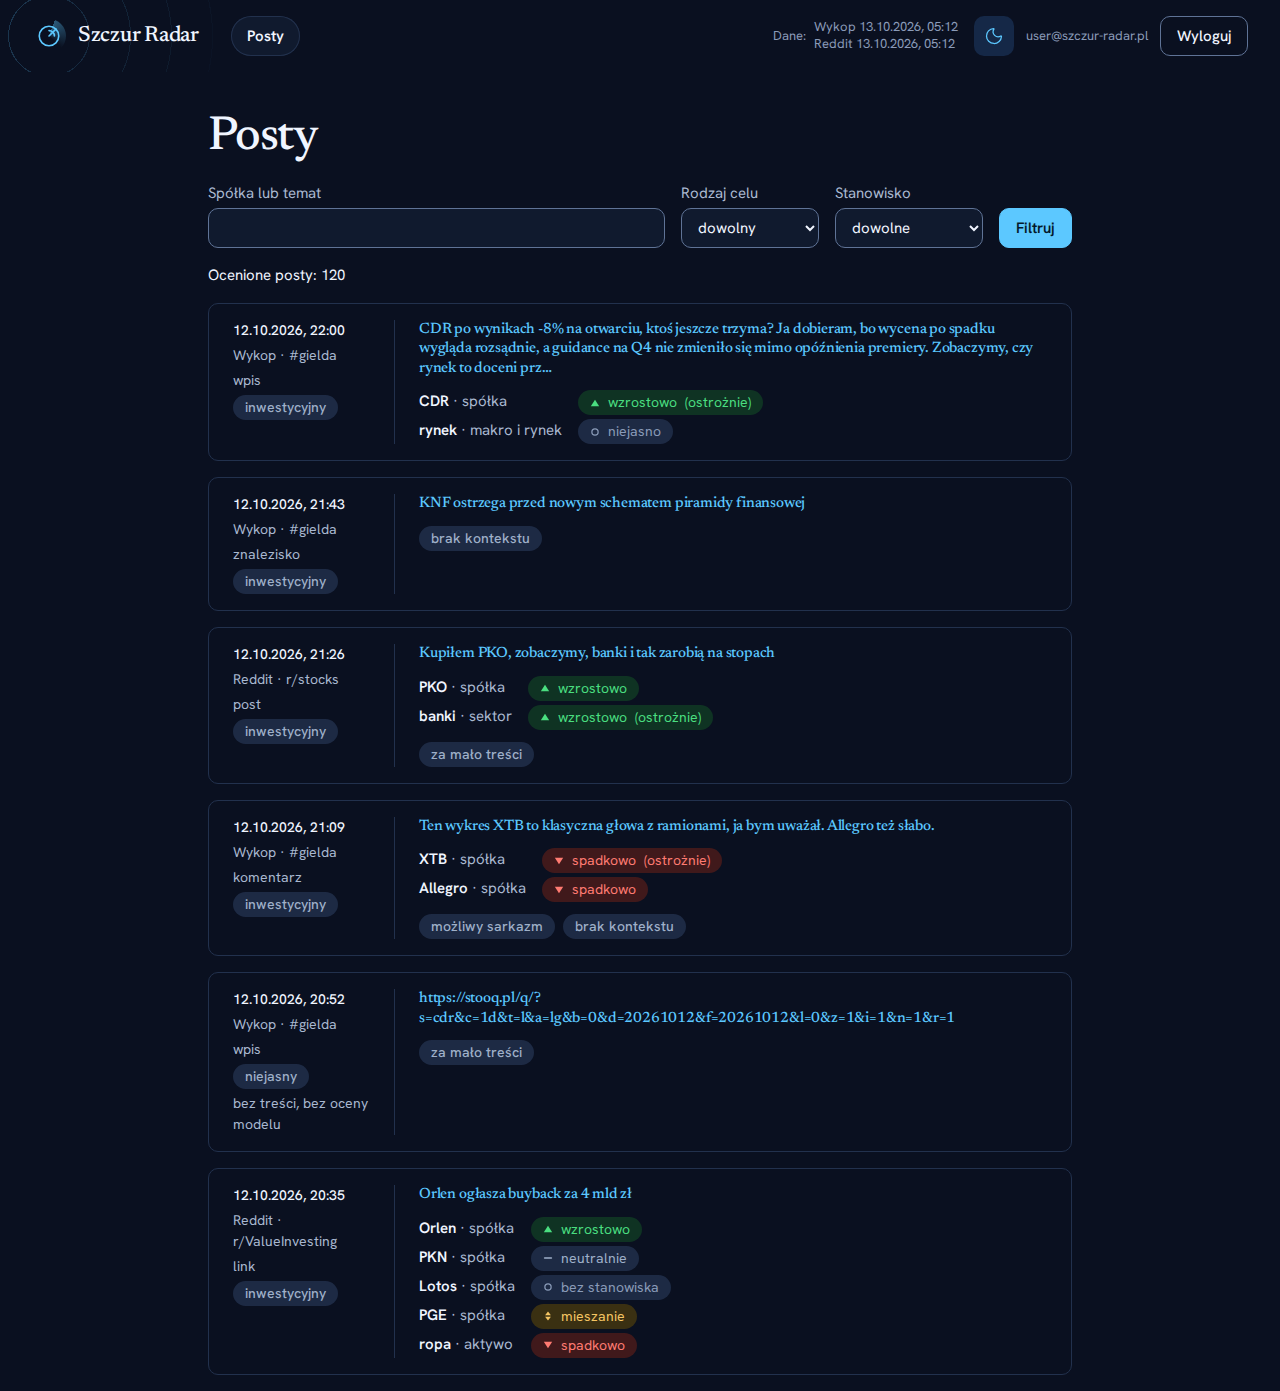 Szczur Radar
Posty
Dane:
Wykop 13.10.2026, 05:12
Reddit 13.10.2026, 05:12
user@szczur-radar.pl
Wyloguj
Posty
Spółka lub temat
Rodzaj celu
Stanowisko
dowolny
dowolne
Filtruj
Ocenione posty: 120
12.10.2026, 22:00
Wykop · #gielda
wpis
inwestycyjny
CDR po wynikach -8% na otwarciu, ktoś jeszcze trzyma? Ja dobieram, bo wycena po spadku
wygląda rozsądnie, a guidance na Q4 nie zmieniło się mimo opóźnienia premiery. Zobaczymy, czy
rynek to doceni prz...
CDR · spółka
wzrostowo (ostrożnie)
rynek · makro i rynek
niejasno
12.10.2026, 21:43
Wykop · #gielda
znalezisko
inwestycyjny
KNF ostrzega przed nowym schematem piramidy finansowej
brak kontekstu
12.10.2026, 21:26
Reddit · r/stocks
post
inwestycyjny
Kupiłem PKO, zobaczymy, banki i tak zarobią na stopach
PKO · spółka
wzrostowo
banki · sektor
wzrostowo (ostrożnie)
za mało treści
12.10.2026, 21:09
Wykop · #gielda
komentarz
inwestycyjny
Ten wykres XTB to klasyczna głowa z ramionami, ja bym uważał. Allegro też słabo.
XTB · spółka
spadkowo (ostrożnie)
Allegro · spółka
spadkowo
możliwy sarkazm
brak kontekstu
12.10.2026, 20:52
Wykop · #gielda
wpis
niejasny
bez treści, bez oceny
modelu
https://stooq.pl/q/?
s=cdr&c=1d&t=l&a=lg&b=0&d=20261012&f=20261012&l=0&z=1&i=1&n=1&r=1
za mało treści
12.10.2026, 20:35
Reddit ·
r/ValueInvesting
link
inwestycyjny
Orlen ogłasza buyback za 4 mld zł
Orlen · spółka
wzrostowo
PKN · spółka
neutralnie
Lotos · spółka
bez stanowiska
PGE · spółka
mieszanie
ropa · aktywo
spadkowo